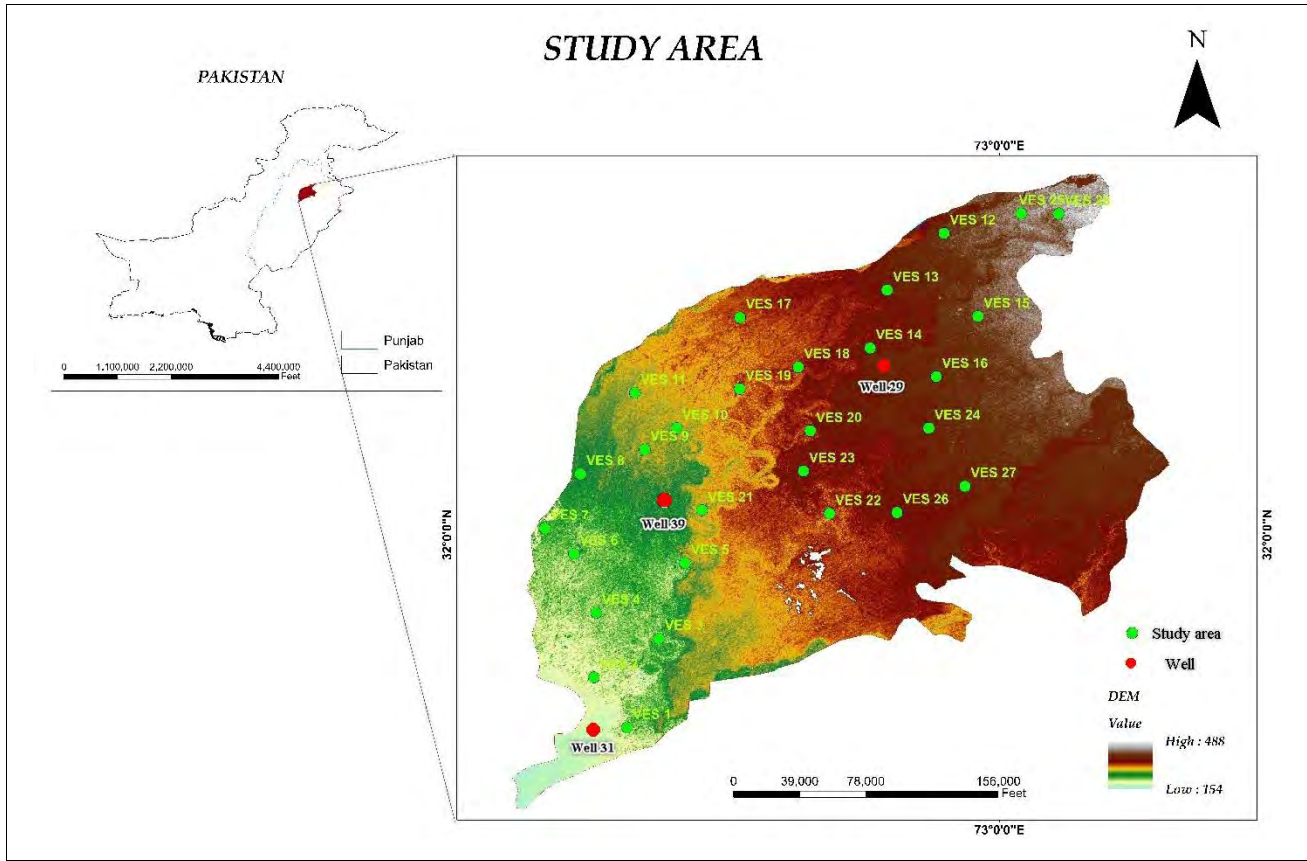 STUDY AREA
PAKISTAN
N
Punjab
Pakistan
0 1,100,000 2,200,000 4,400,000
Feet
73°0'0"E
VES 25
VES 12
VES 13
VES 17
VES 15
VES 14
VES 18
Well 29
VES 16
VES 19
VES 11
VES 10
VES 20
VES 24
VES 9
VES 8
VES 23
VES 27
Well 39
VES 21
VES 22
VES 26
32°0'0"N
32°0'0"N
VES 7
VES 6
VES 5
VES 4
VES 3
Study area
Well
VES 1
Well 31
DEM
Value
High : 488
Low : 154
0 39,000 78,000 156,000
Feet
73°0'0"E